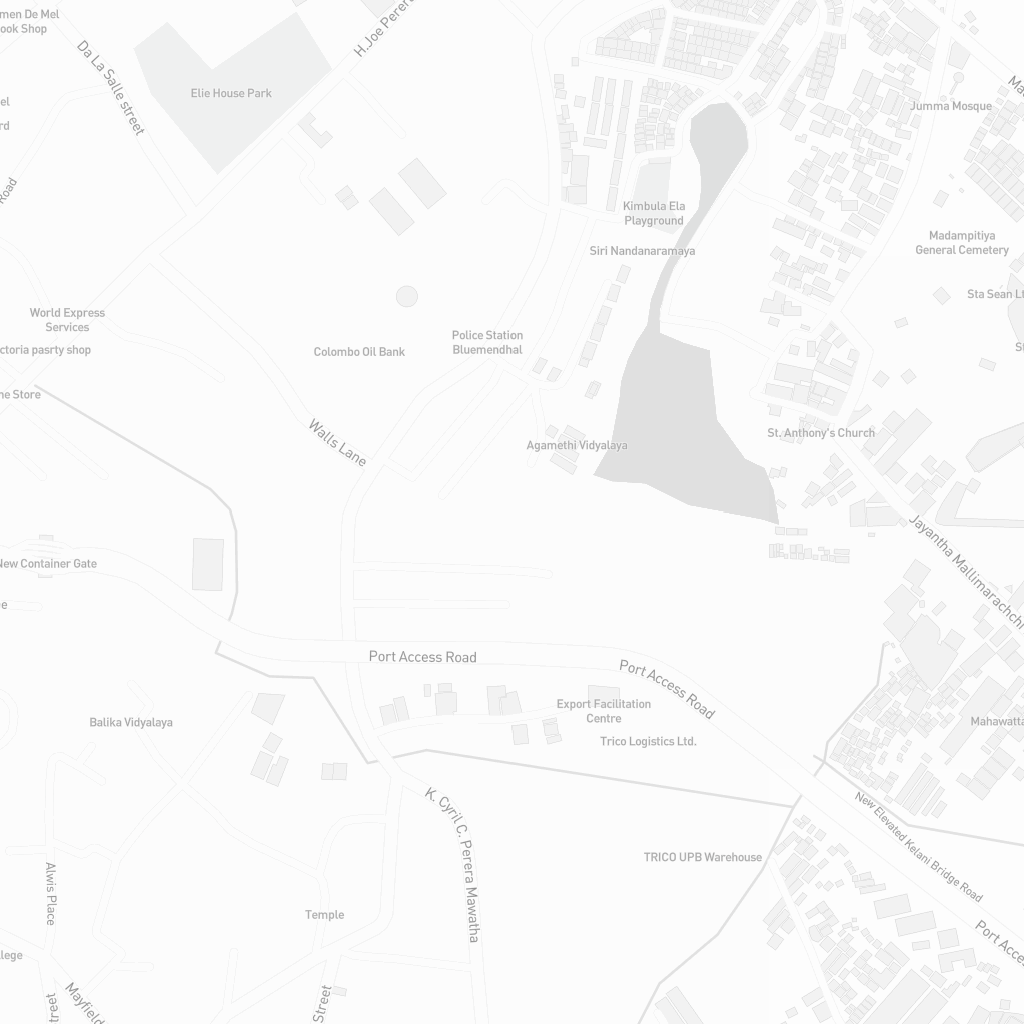 men De Mel
ook Shop
H.Joe Perera
Da La Salle street
Elie House Park
Jumma Mosque
Road
Kimbula Ela
Playground
Siri Nandanaramaya
Madampitiya
General Cemetery
Sta Sean Lt
World Express
Services
ctoria pasrty shop
Colombo Oil Bank
Police Station
Bluemendhal
ne Store
Walls Lane
Agamethi Vidyalaya
St. Anthony's Church
Jayantha Mallimarachchi
New Container Gate
Port Access Road
Port Access Road
Export Facilitation
Centre
Trico Logistics Ltd.
Balika Vidyalaya
Mahawatta
K. Cyril C. Perera Mawatha
New Elevated Kelani Bridge Road
TRICO UPB Warehouse
Alwis Place
Temple
Port Acces
llege
Mayfield
treet
Street